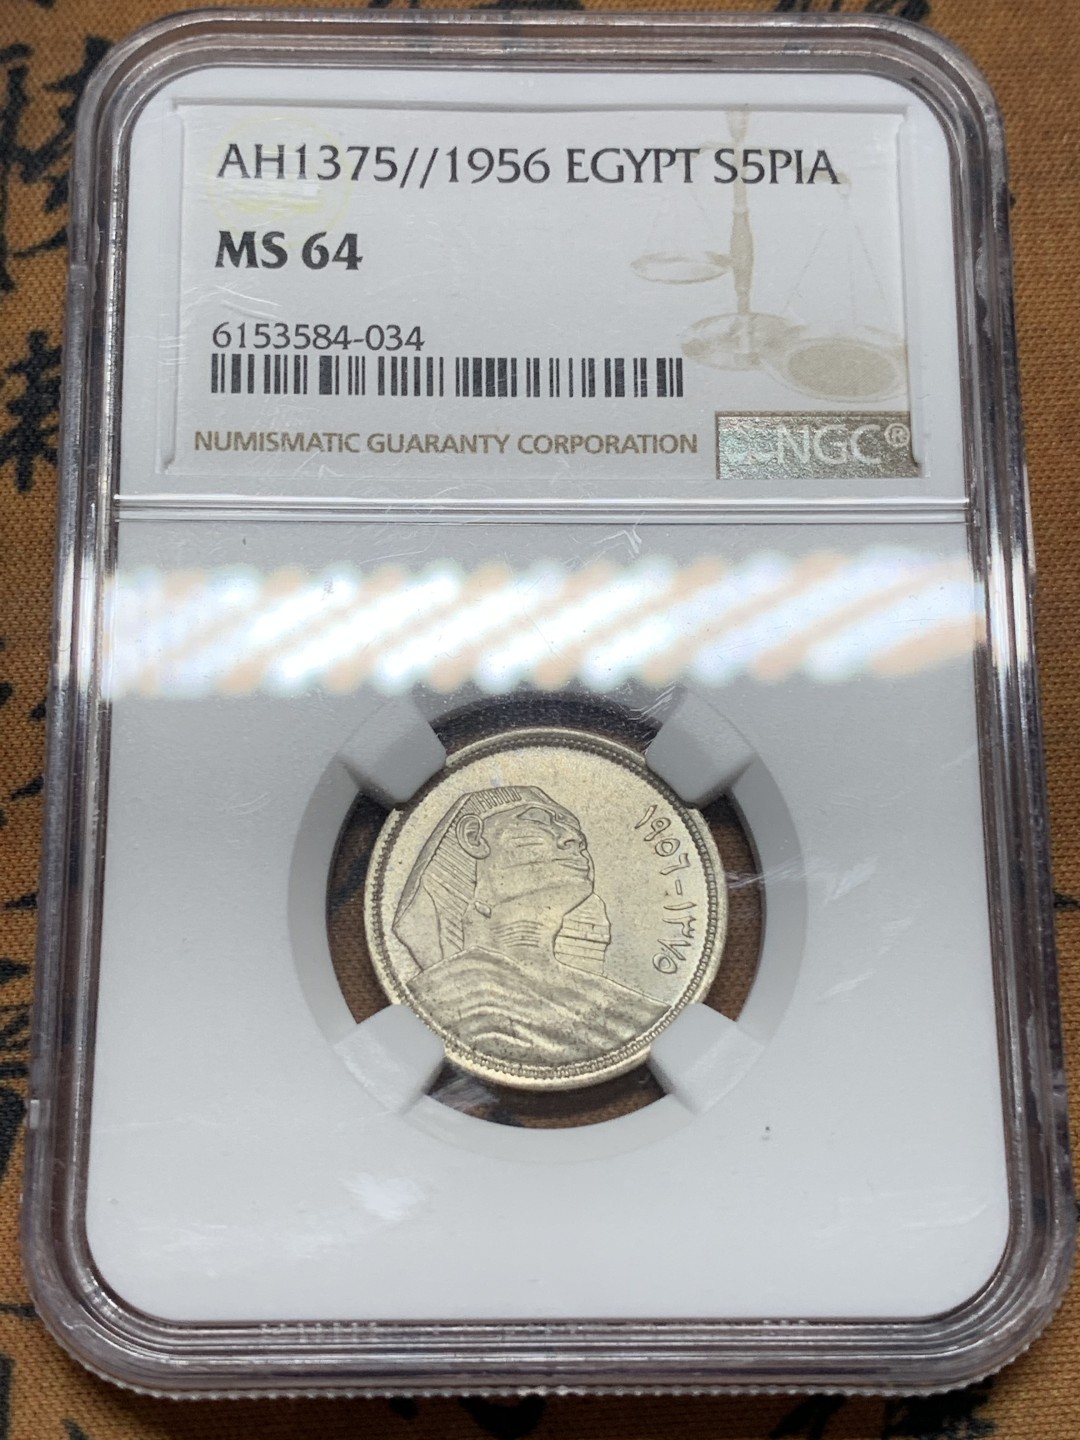 AH1375//1956 EGYPT S5PIA
MS 64
6153584-034
NUMISMATIC GUARANTY CORPORATION
NGC®
١٩٥٦-١٣٧٥